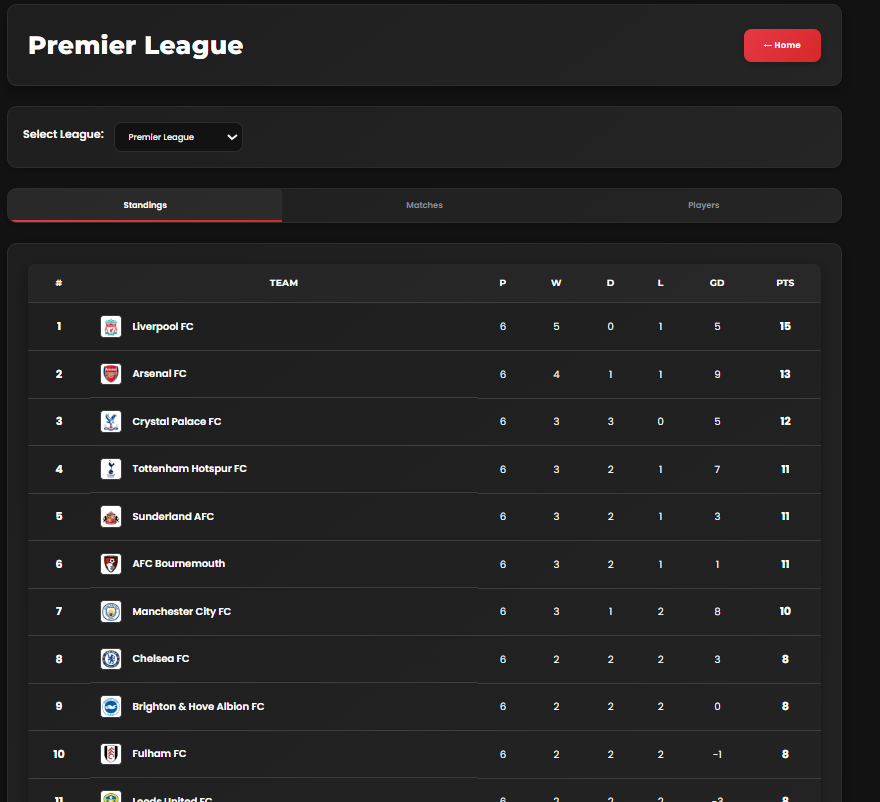 Premier League
← Home
Select League: Premier League
Standings Matches Players
# TEAM P W D L GD PTS
1 Liverpool FC 6 5 0 1 5 15
2 Arsenal FC 6 4 1 1 9 13
3 Crystal Palace FC 6 3 3 0 5 12
4 Tottenham Hotspur FC 6 3 2 1 7 11
5 Sunderland AFC 6 3 2 1 3 11
6 AFC Bournemouth 6 3 2 1 1 11
7 Manchester City FC 6 3 1 2 8 10
8 Chelsea FC 6 2 2 2 3 8
9 Brighton & Hove Albion FC 6 2 2 2 0 8
10 Fulham FC 6 2 2 2 -1 8
11 Leeds United FC 6 2 2 2 -3 8